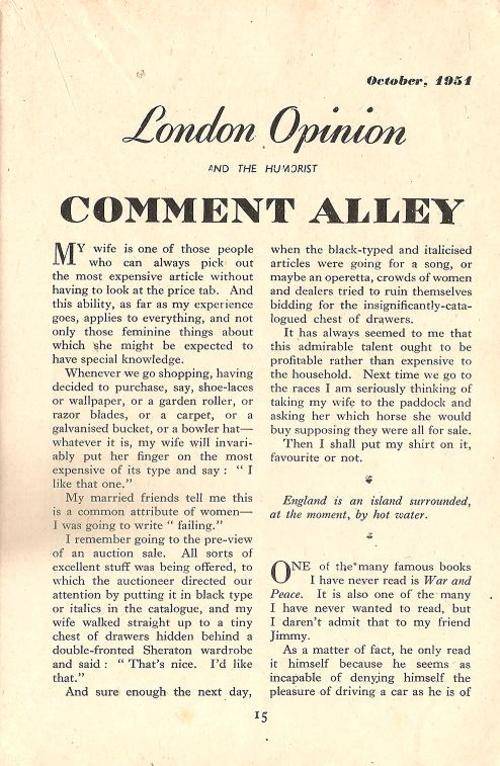 October, 1951
London Opinion
AND THE HUMORIST
COMMENT ALLEY
MY wife is one of those people
who can always pick out
the most expensive article without
having to look at the price tab. And
this ability, as far as my experience
goes, applies to everything, and not
only those feminine things about
which she might be expected to
have special knowledge.
Whenever we go shopping, having
decided to purchase, say, shoe-laces
or wallpaper, or a garden roller, or
razor blades, or a carpet, or a
galvanised bucket, or a bowler hat—
whatever it is, my wife will invari-
ably put her finger on the most
expensive of its type and say : “ I
like that one.”
My married friends tell me this
is a common attribute of women—
I was going to write “ failing.”
I remember going to the pre-view
of an auction sale. All sorts of
excellent stuff was being offered, to
which the auctioneer directed our
attention by putting it in black type
or italics in the catalogue, and my
wife walked straight up to a tiny
chest of drawers hidden behind a
double-fronted Sheraton wardrobe
and said : “ That’s nice. I’d like
that.”
And sure enough the next day,
when the black-typed and italicised
articles were going for a song, or
maybe an operetta, crowds of women
and dealers tried to ruin themselves
bidding for the insignificantly-cata-
logued chest of drawers.
It has always seemed to me that
this admirable talent ought to be
profitable rather than expensive to
the household. Next time we go to
the races I am seriously thinking of
taking my wife to the paddock and
asking her which horse she would
buy supposing they were all for sale.
Then I shall put my shirt on it,
favourite or not.
England is an island surrounded,
at the moment, by hot water.
ONE of the many famous books
I have never read is War and
Peace. It is also one of the many
I have never wanted to read, but
I daren’t admit that to my friend
Jimmy.
As a matter of fact, he only read
it himself because he seems as
incapable of denying himself the
pleasure of driving a car as he is of
15